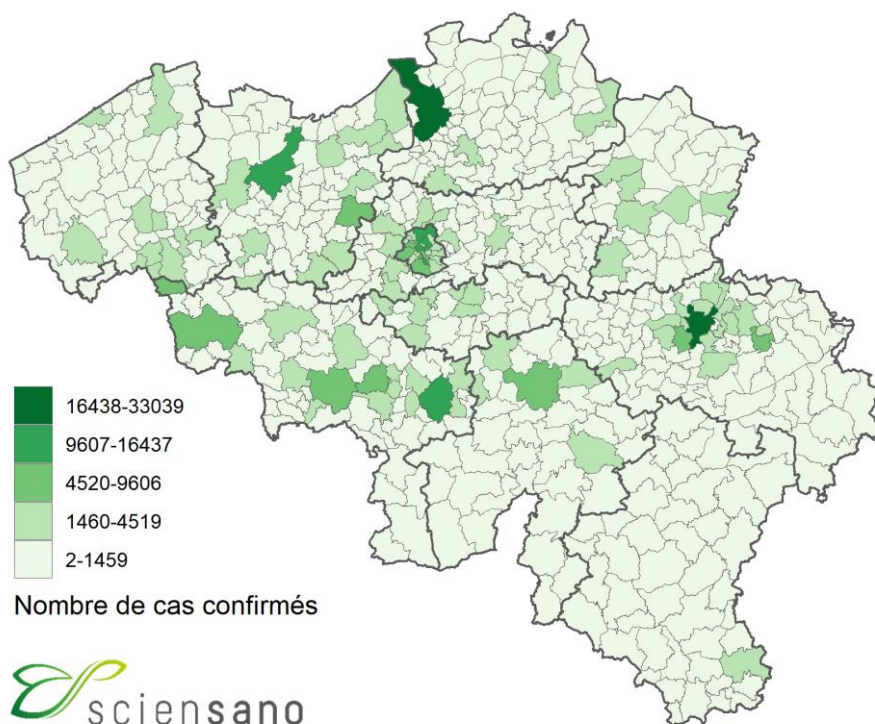 16438-33039
9607-16437
4520-9606
1460-4519
2-1459
Nombre de cas confirmés
sciensano